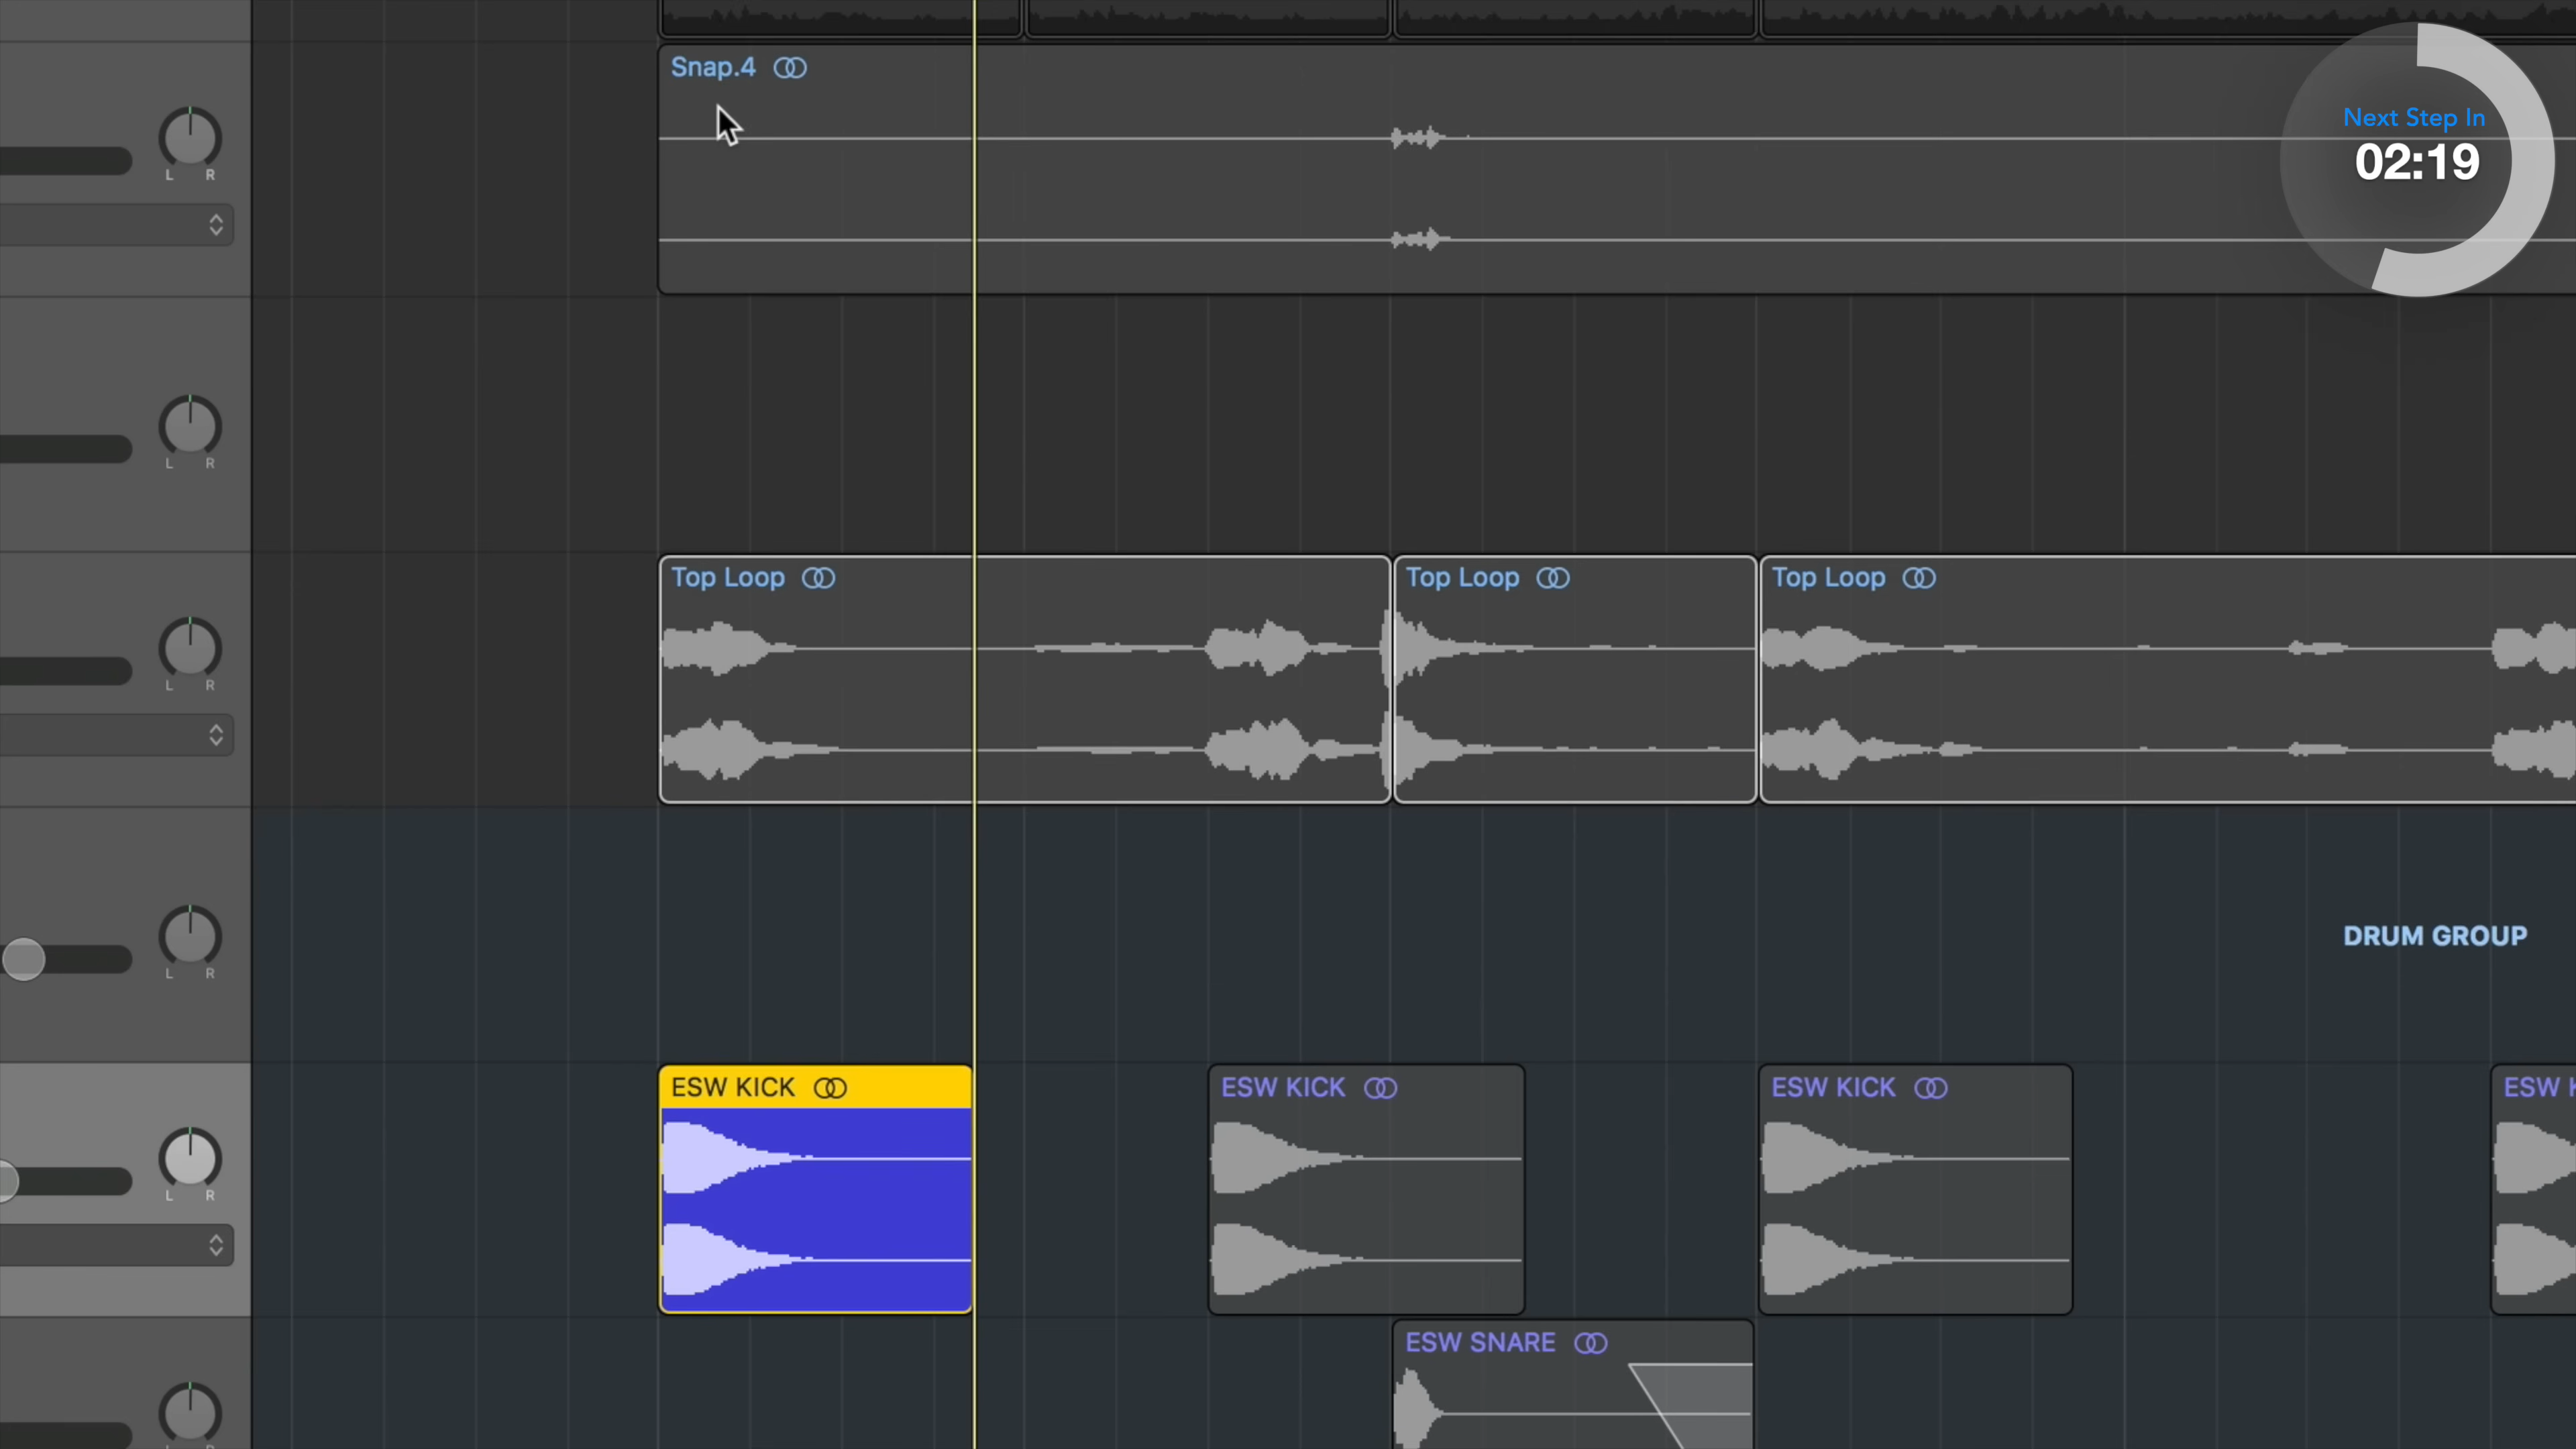 Snap.4
Next Step In
02:19
L R
L R
Top Loop
Top Loop
Top Loop
L R
DRUM GROUP
L R
ESW KICK
ESW KICK
ESW KICK
ESW K
L R
ESW SNARE
L R